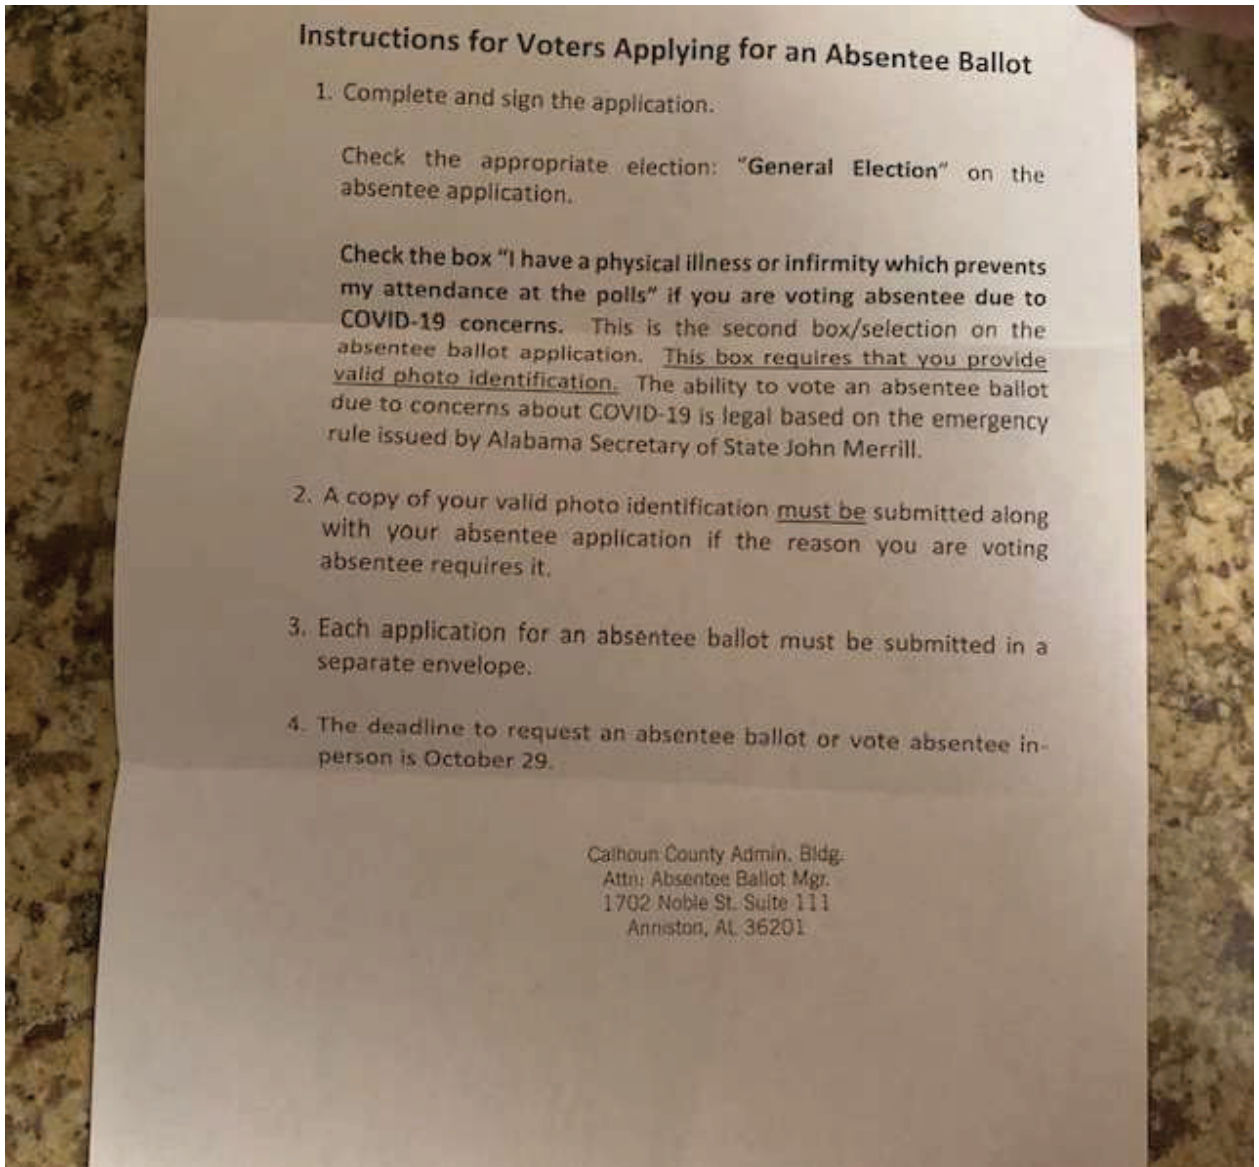 Instructions for Voters Applying for an Absentee Ballot
1. Complete and sign the application.
Check the appropriate election: "General Election" on the
absentee application.
Check the box "I have a physical illness or infirmity which prevents
my attendance at the polls" if you are voting absentee due to
COVID-19 concerns. This is the second box/selection on the
absentee ballot application. This box requires that you provide
valid photo identification. The ability to vote an absentee ballot
due to concerns about COVID-19 is legal based on the emergency
rule issued by Alabama Secretary of State John Merrill.
2. A copy of your valid photo identification must be submitted along
with your absentee application if the reason you are voting
absentee requires it.
3. Each application for an absentee ballot must be submitted in a
separate envelope.
4. The deadline to request an absentee ballot or vote absentee in-
person is October 29.
Calhoun County Admin. Bldg.
Attn: Absentee Ballot Mgr.
1702 Noble St. Suite 111
Anniston, AL 36201